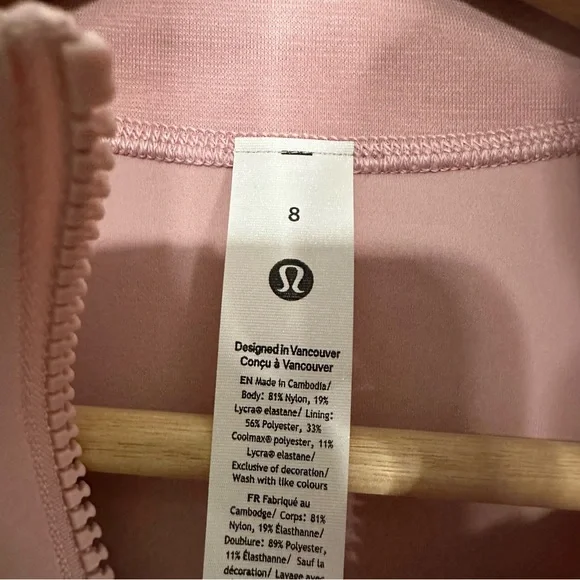 8
Designed in Vancouver
Conçu à Vancouver
EN Made in Cambodia/
Body: 81% Nylon, 19%
Lycra® elastane/ Lining:
56% Polyester, 33%
Coolmax® polyester, 11%
Lycra® elastane/
Exclusive of decoration/
Wash with like colours
FR Fabriqué au
Cambodge/ Corps: 81%
Nylon, 19% Élasthanne/
Doublure: 89% Polyester,
11% Élasthanne/ Sauf la
décoration/ Lavage avec